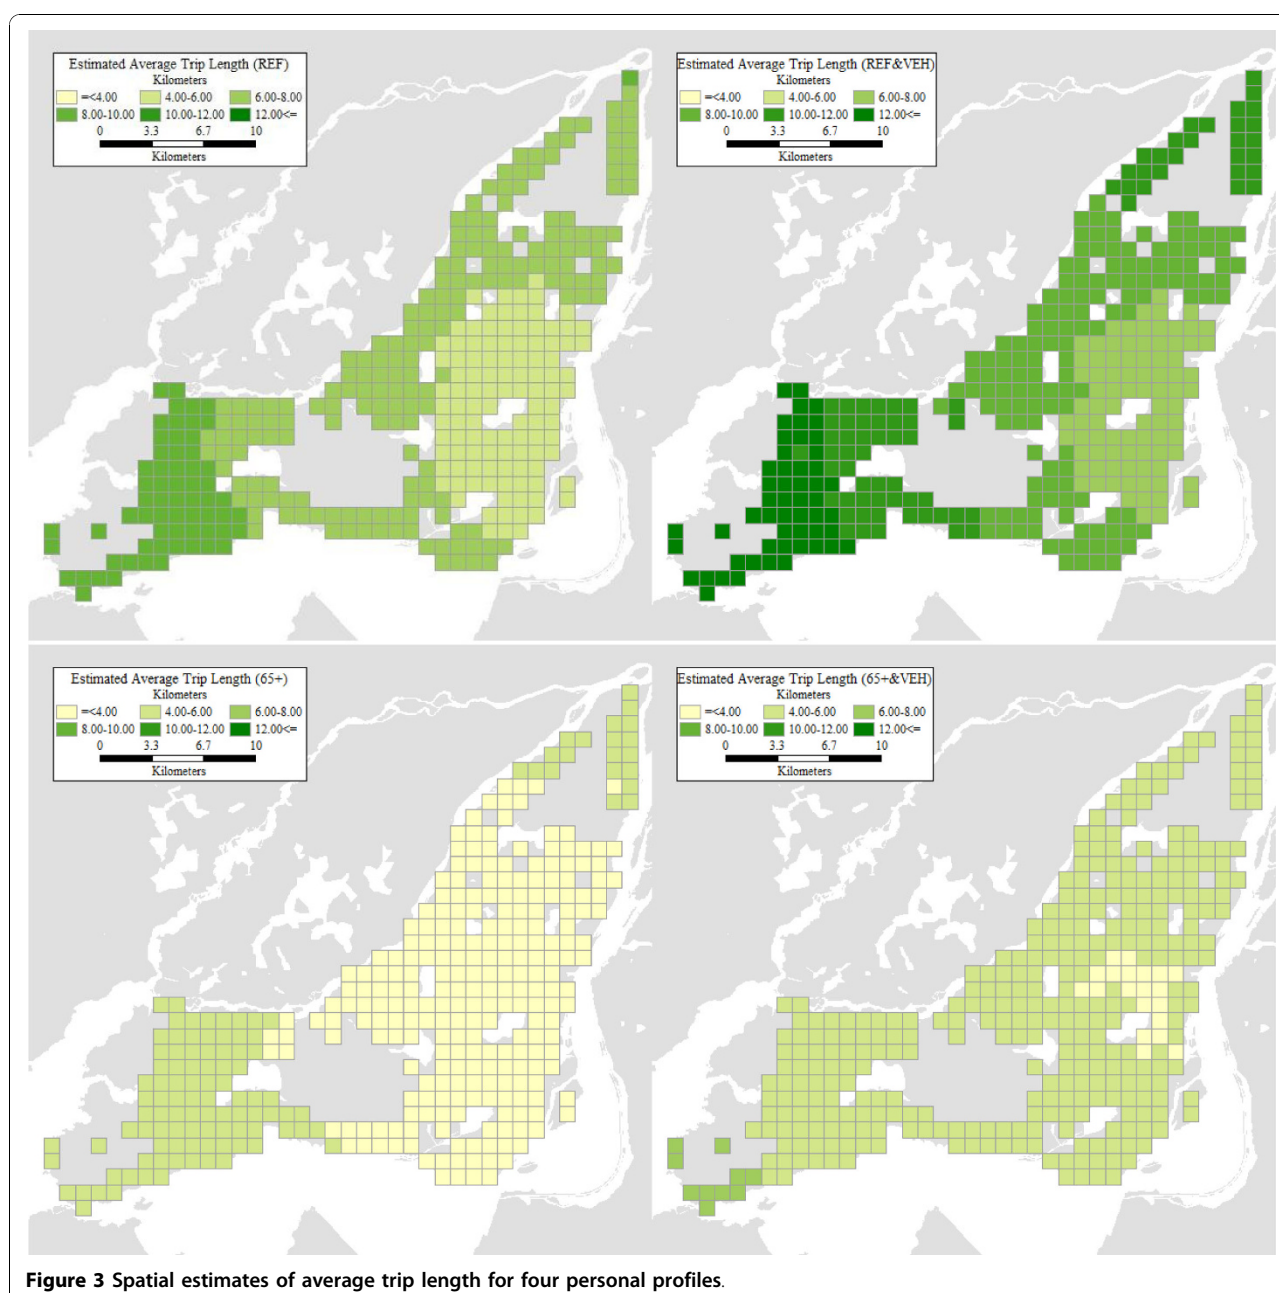 Estimated Average Trip Length (REF)
Kilometers
=<4.00 4.00-6.00 6.00-8.00
8.00-10.00 10.00-12.00 12.00<=
0 3.3 6.7 10
Kilometers
Estimated Average Trip Length (REF&VEH)
Kilometers
=<4.00 4.00-6.00 6.00-8.00
8.00-10.00 10.00-12.00 12.00<=
0 3.3 6.7 10
Kilometers
Estimated Average Trip Length (65+)
Kilometers
=<4.00 4.00-6.00 6.00-8.00
8.00-10.00 10.00-12.00 12.00<=
0 3.3 6.7 10
Kilometers
Estimated Average Trip Length (65+&VEH)
Kilometers
=<4.00 4.00-6.00 6.00-8.00
8.00-10.00 10.00-12.00 12.00<=
0 3.3 6.7 10
Kilometers
Figure 3 Spatial estimates of average trip length for four personal profiles.